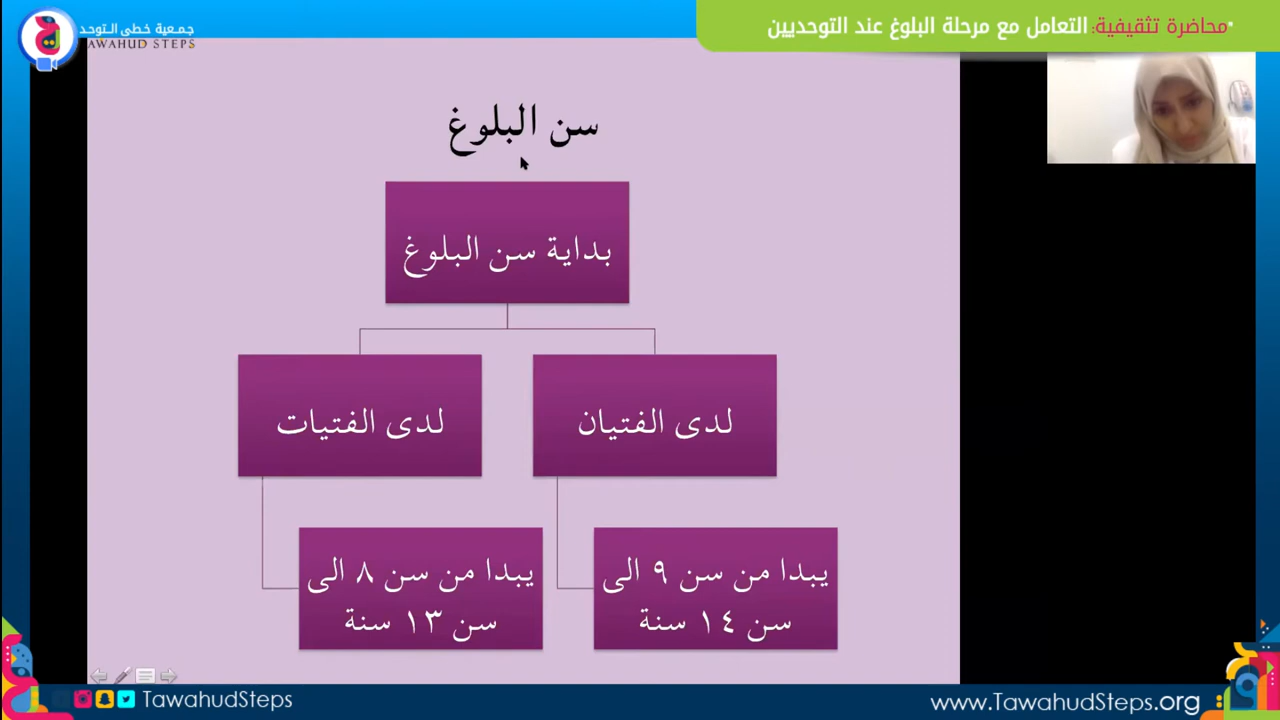 جمعية خطى التوحد
TAWAHUD STEPS
•محاضرة تثقيفية: التعامل مع مرحلة البلوغ عند التوحديين
سن البلوغ
بداية سن البلوغ
لدى الفتيان
لدى الفتيات
يبدا من سن ٩ الى
سن ١٤ سنة
يبدا من سن ٨ الى
سن ١٣ سنة
TawahudSteps
www.TawahudSteps.org